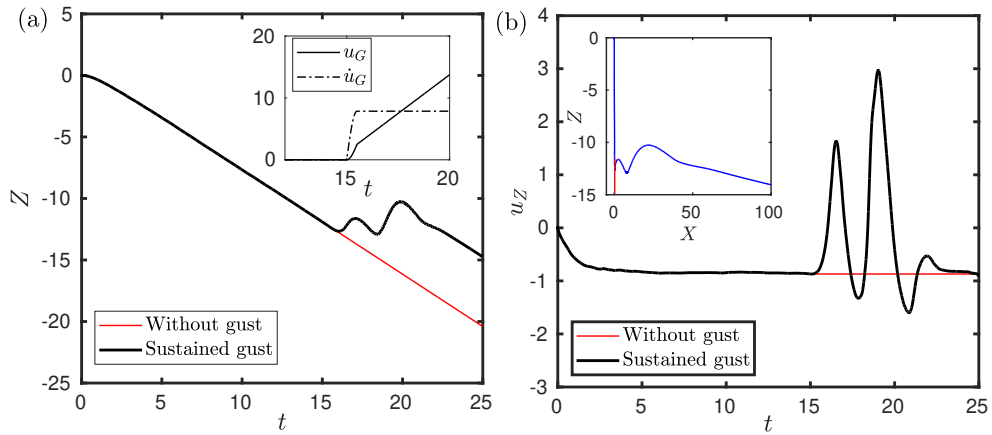 (a)
5
0
-5
-10
-15
-20
-25
Z
0 5 10 15 20 25
t
20
10
0
15 20
t
u_G
u̇_G
Without gust
Sustained gust
(b)
4
3
2
1
0
-1
-2
-3
u_Z
0 5 10 15 20 25
t
0
-5
-10
-15
Z
0 50 100
X
Without gust
Sustained gust